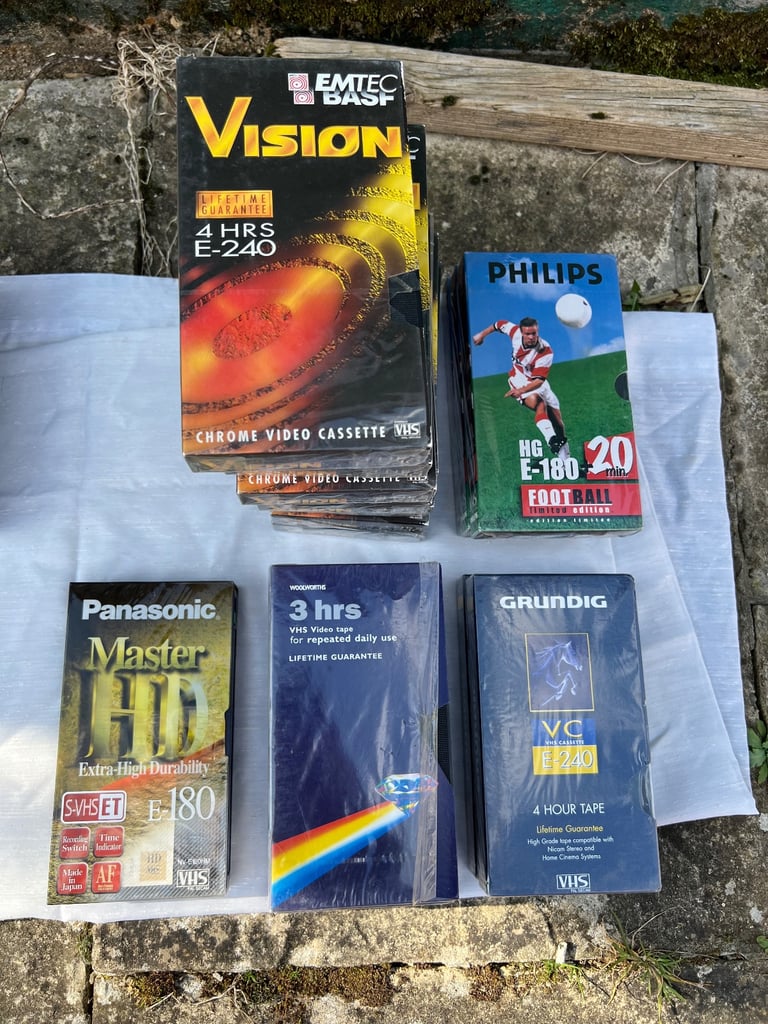 EMTEC
BASF
VISION
LIFETIME
GUARANTEE
4 HRS
E-240
CHROME VIDEO CASSETTE VHS
CHROME VIDEO CASSETTE
PHILIPS
HG
E-180 + 20
min
FOOTBALL
limited edition
edition limitee
Panasonic
Master
HD
Extra-High Durability
S-VHS ET E-180
Recording
Switch
Time
Indicator
Made in
Japan
AF
VHS
WOOLWORTHS
3 hrs
VHS Video tape
for repeated daily use
LIFETIME GUARANTEE
GRUNDIG
VC
VHS CASSETTE
E-240
4 HOUR TAPE
Lifetime Guarantee
High Grade tape compatible with
Nicam Stereo and
Home Cinema Systems
VHS